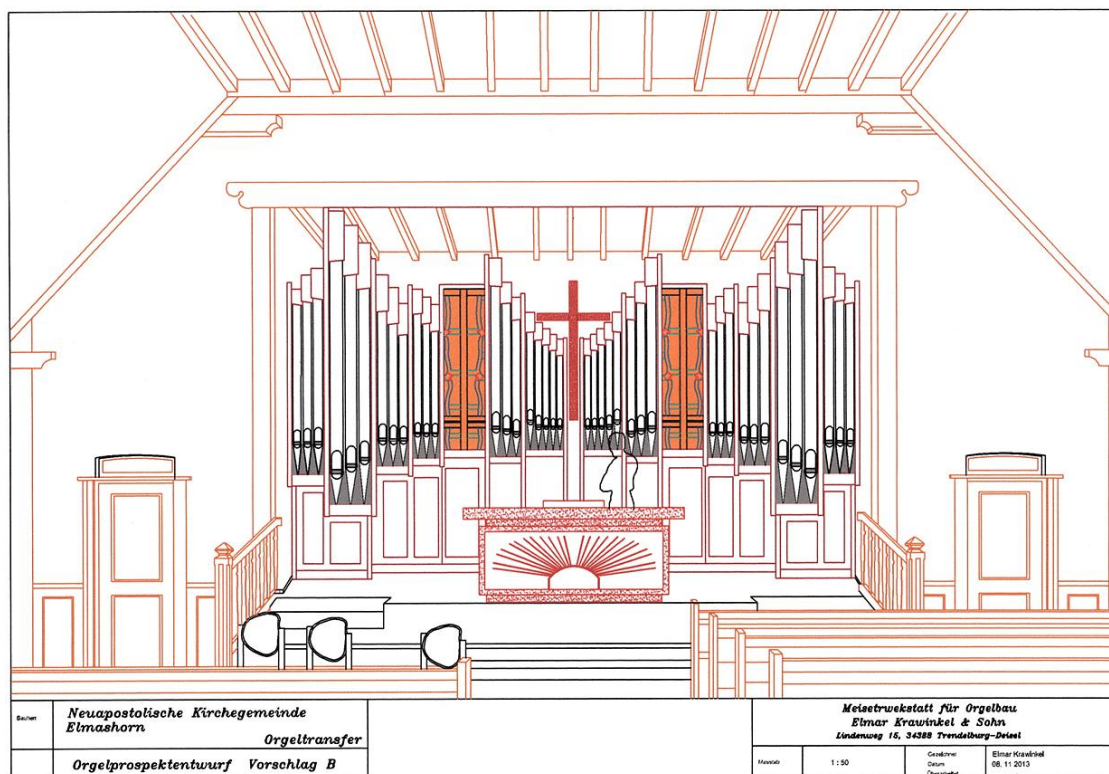 Bauherr
Neuapostolische Kirchegemeinde
Elmashorn
Orgeltransfer
Orgelprospektentwurf Vorschlag B
Meisetrwekstatt für Orgelbau
Elmar Krawinkel & Sohn
Lindenweg 15, 34388 Trendelburg-Deisel
Massstab
1:50
Gezeichnet
Elmar Krawinkel
Datum
08. 11 2013